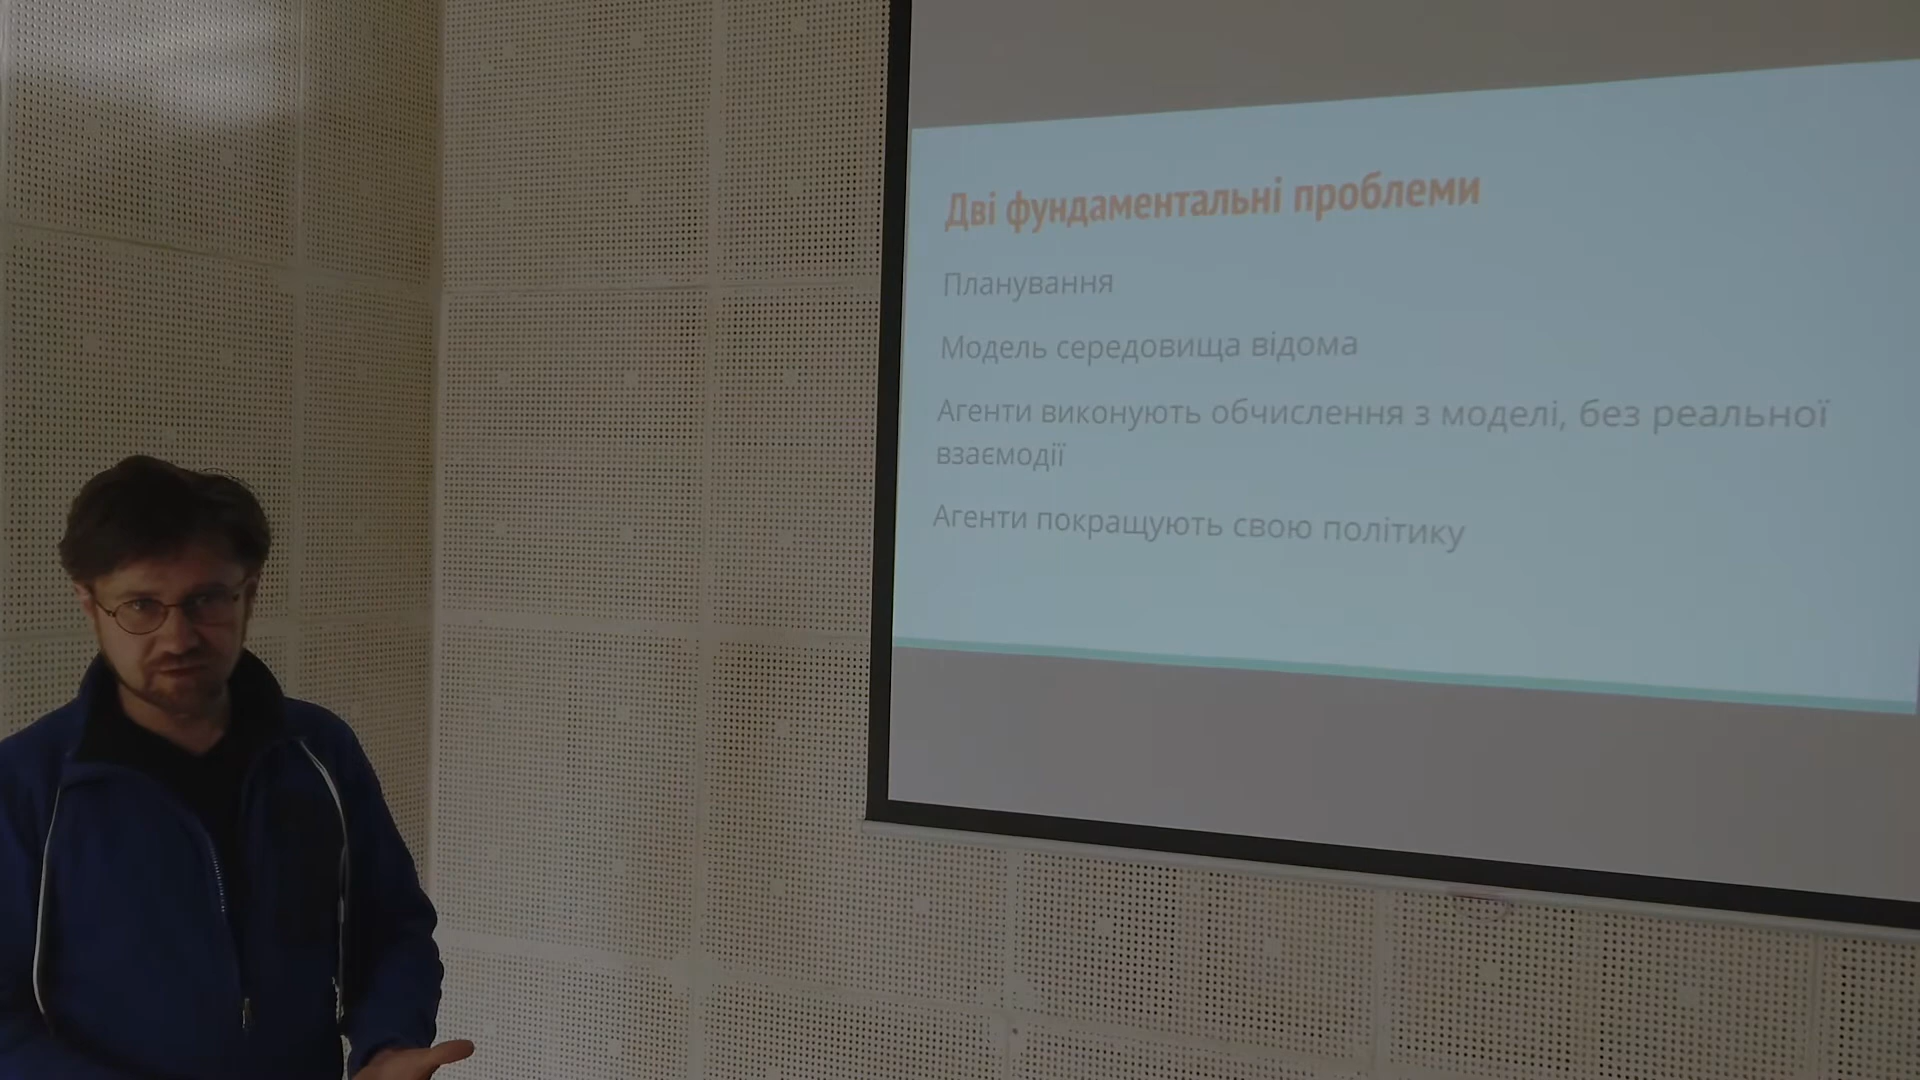 Дві фундаментальні проблеми
Планування
Модель середовища відома
Агенти виконують обчислення з моделі, без реальної
взаємодії
Агенти покращують свою політику